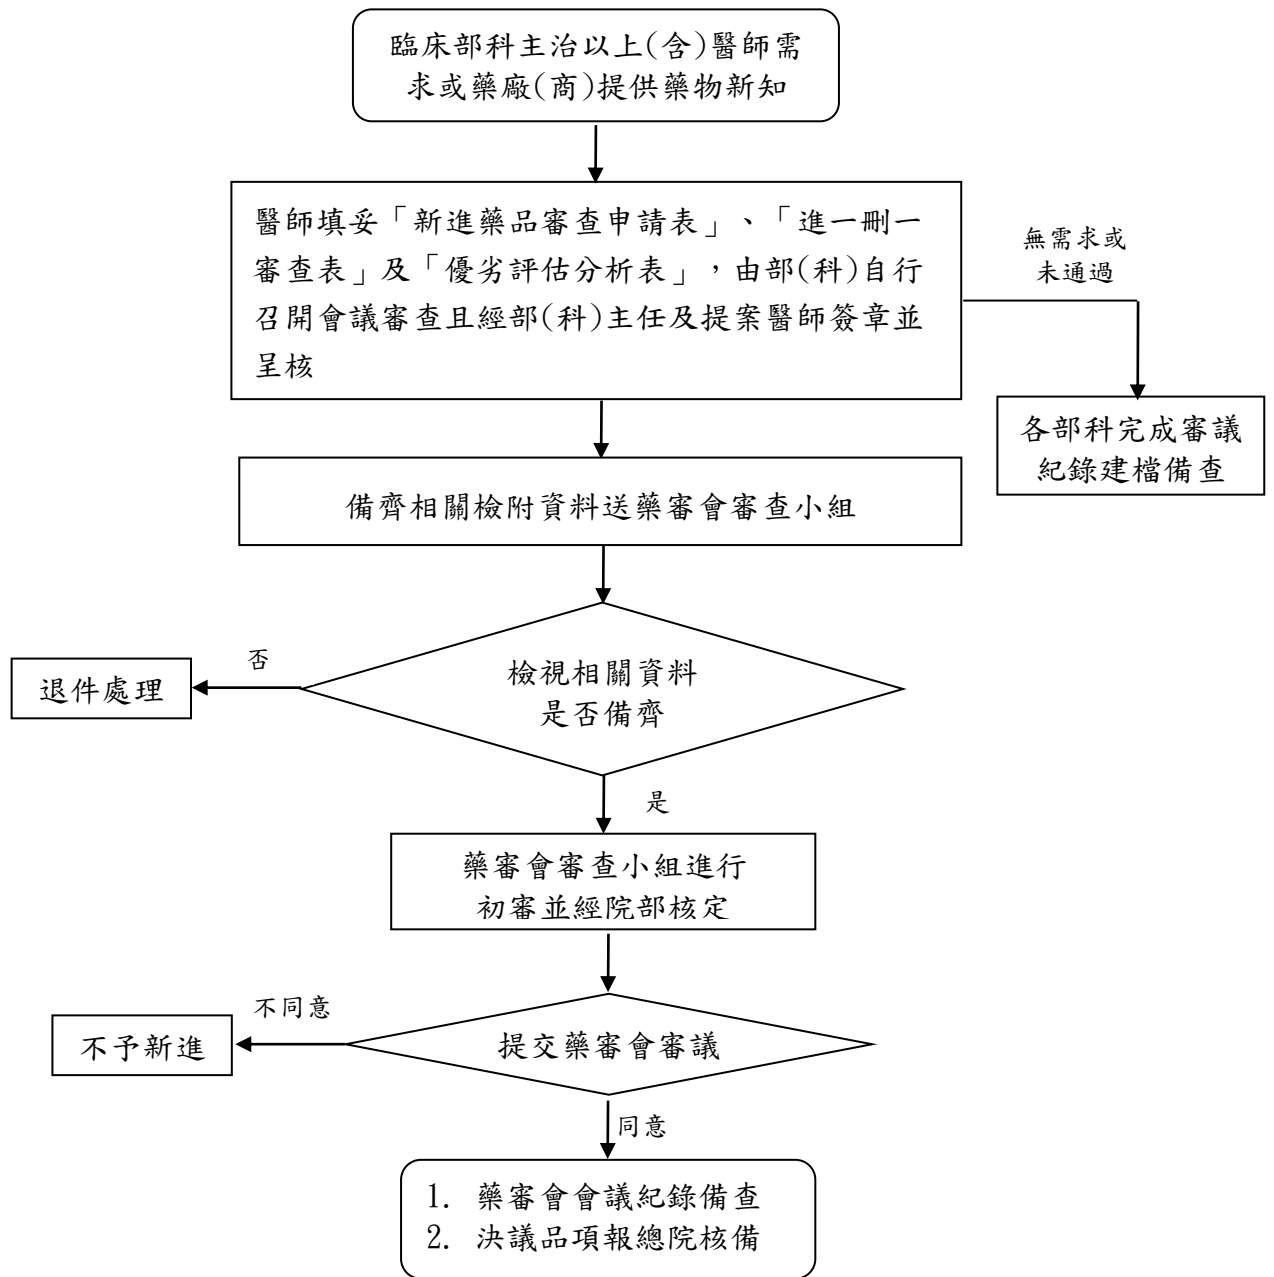 臨床部科主治以上(含)醫師需
求或藥廠(商)提供藥物新知
醫師填妥「新進藥品審查申請表」、「進一刪一
審查表」及「優劣評估分析表」，由部(科)自行
召開會議審查且經部(科)主任及提案醫師簽章並
呈核
無需求或
未通過
各部科完成審議
紀錄建檔備查
備齊相關檢附資料送藥審會審查小組
檢視相關資料
是否備齊
否
退件處理
是
藥審會審查小組進行
初審並經院部核定
提交藥審會審議
不同意
不予新進
同意
1. 藥審會會議紀錄備查
2. 決議品項報總院核備